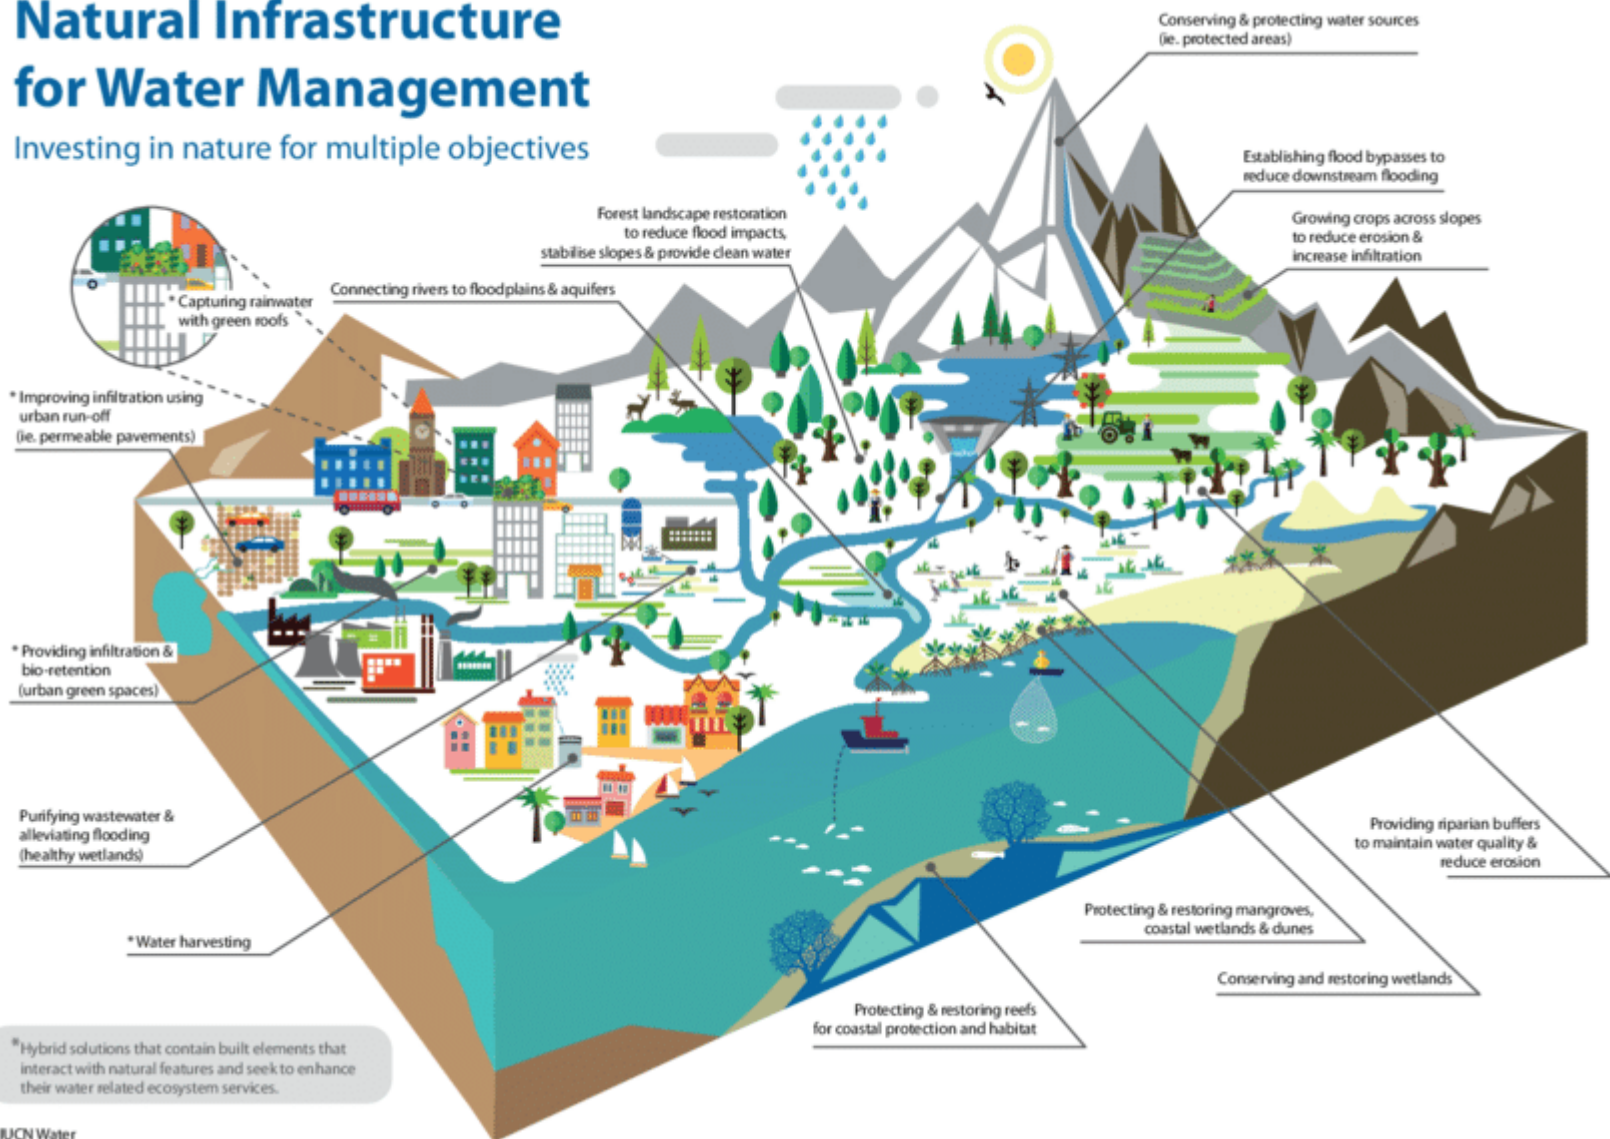 Natural Infrastructure
for Water Management
Investing in nature for multiple objectives
Conserving & protecting water sources
(ie. protected areas)
Establishing flood bypasses to
reduce downstream flooding
Growing crops across slopes
to reduce erosion &
increase infiltration
Forest landscape restoration
to reduce flood impacts,
stabilise slopes & provide clean water
Connecting rivers to floodplains & aquifers
* Capturing rainwater
with green roofs
* Improving infiltration using
urban run-off
(ie. permeable pavements)
* Providing infiltration &
bio-retention
(urban green spaces)
Purifying wastewater &
alleviating flooding
(healthy wetlands)
* Water harvesting
Providing riparian buffers
to maintain water quality &
reduce erosion
Protecting & restoring mangroves,
coastal wetlands & dunes
Conserving and restoring wetlands
Protecting & restoring reefs
for coastal protection and habitat
*Hybrid solutions that contain built elements that
interact with natural features and seek to enhance
their water related ecosystem services.
IUCN Water